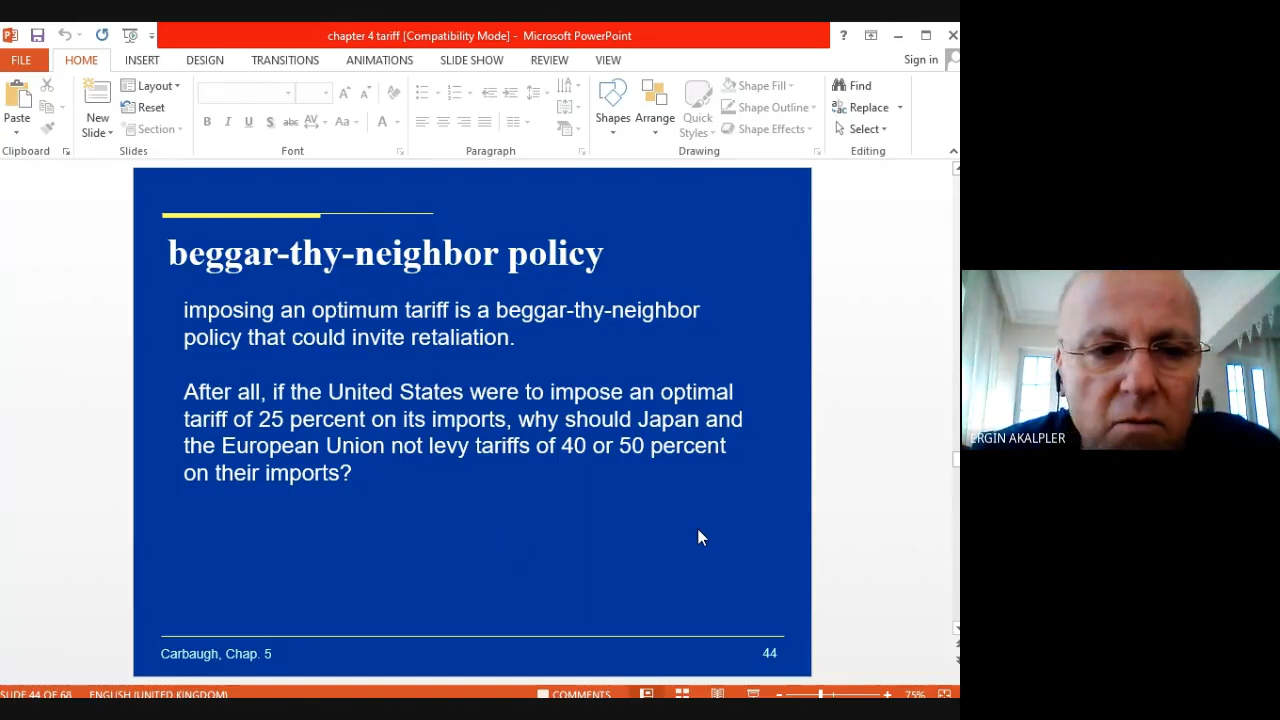 chapter 4 tariff [Compatibility Mode] - Microsoft PowerPoint
FILE HOME INSERT DESIGN TRANSITIONS ANIMATIONS SLIDE SHOW REVIEW VIEW Sign in
Paste
New Slide
Layout
Reset
Section
B I U S abc AV Aa A
Shapes
Arrange
Quick Styles
Shape Fill
Shape Outline
Shape Effects
Find
Replace
Select
Clipboard Slides Font Paragraph Drawing Editing
beggar-thy-neighbor policy
imposing an optimum tariff is a beggar-thy-neighbor
policy that could invite retaliation.
After all, if the United States were to impose an optimal
tariff of 25 percent on its imports, why should Japan and
the European Union not levy tariffs of 40 or 50 percent
on their imports?
Carbaugh, Chap. 5
44
ERGIN AKALPLER
SLIDE 44 OF 68 ENGLISH (UNITED KINGDOM) COMMENTS 75%